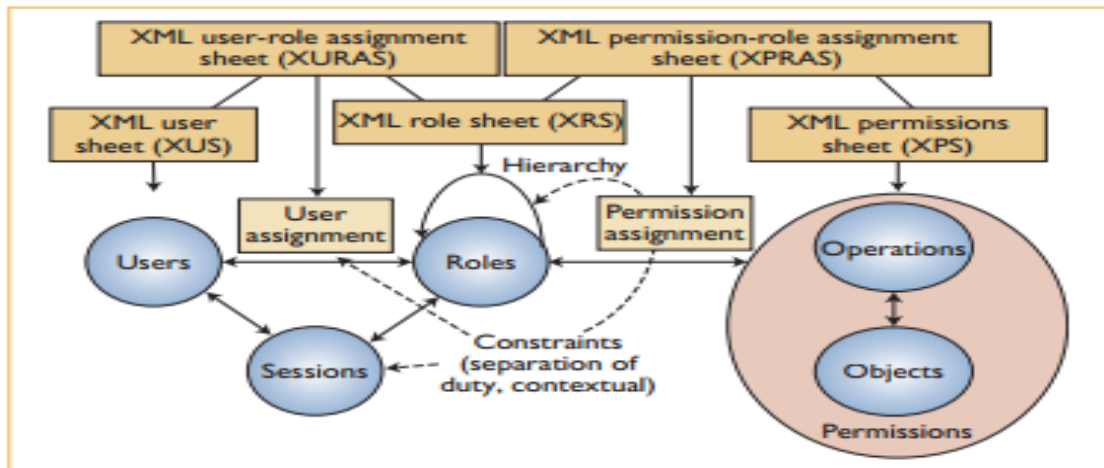 XML user-role assignment
sheet (XURAS)
XML permission-role assignment
sheet (XPRAS)
XML user
sheet (XUS)
XML role sheet (XRS)
XML permissions
sheet (XPS)
Hierarchy
User
assignment
Permission
assignment
Users
Roles
Operations
Sessions
Constraints
(separation of
duty, contextual)
Objects
Permissions